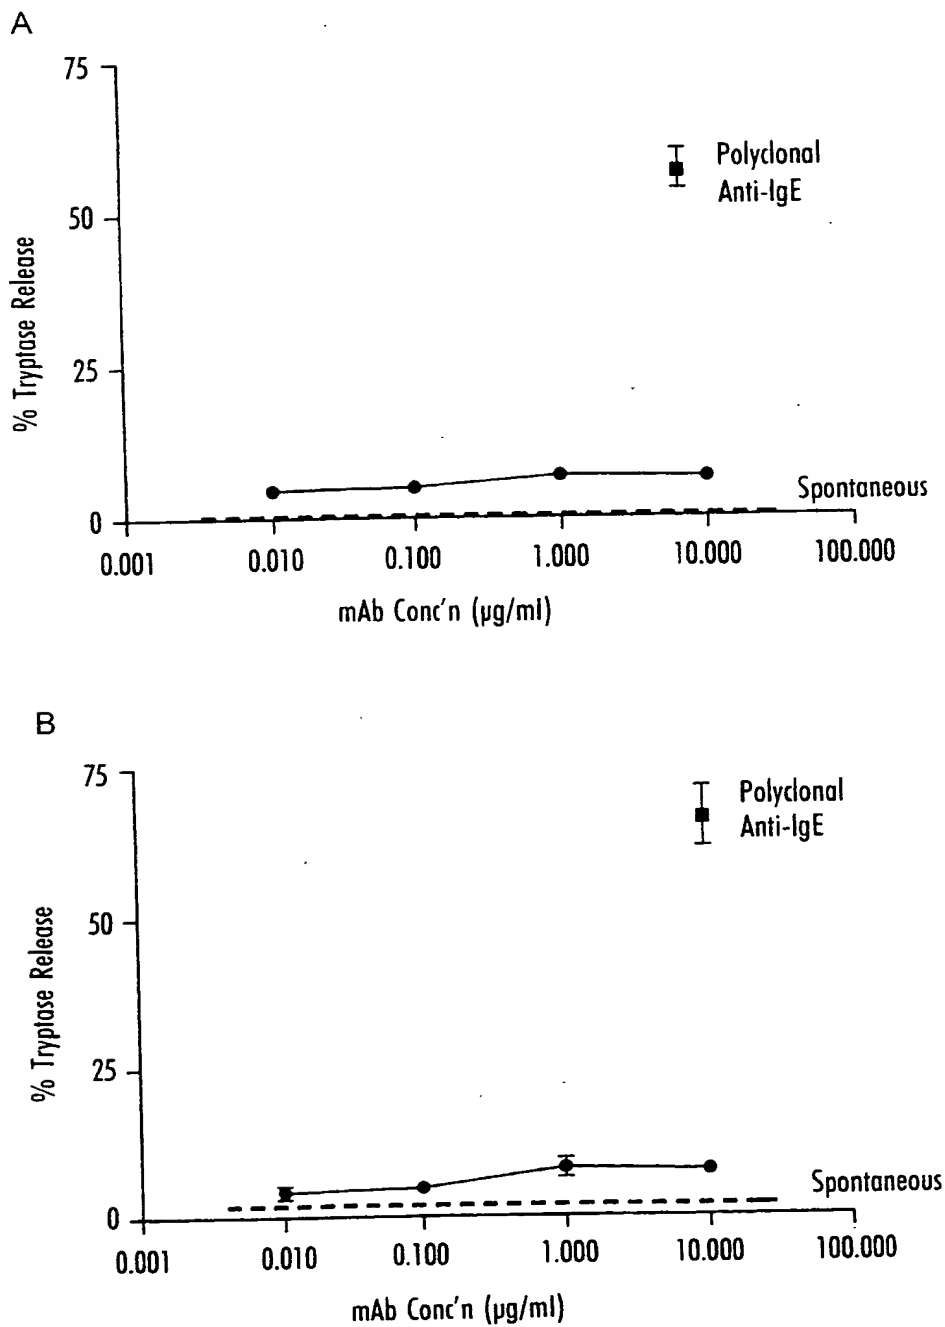 A
75
50
25
0
% Tryptase Release
Polyclonal
Anti-IgE
Spontaneous
0.001 0.010 0.100 1.000 10.000 100.000
mAb Conc'n (µg/ml)
B
75
50
25
0
% Tryptase Release
Polyclonal
Anti-IgE
Spontaneous
0.001 0.010 0.100 1.000 10.000 100.000
mAb Conc'n (µg/ml)